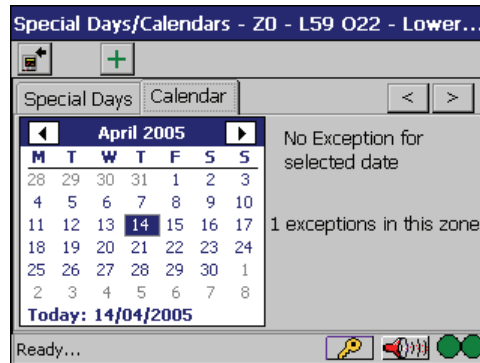 Special Days/Calendars - Z0 - L59 O22 - Lower...
Special Days Calendar < >
April 2005
M T W T F S S
28 29 30 31 1 2 3
4 5 6 7 8 9 10
11 12 13 14 15 16 17
18 19 20 21 22 23 24
25 26 27 28 29 30 1
2 3 4 5 6 7 8
Today: 14/04/2005
No Exception for
selected date
1 exceptions in this zone
Ready...